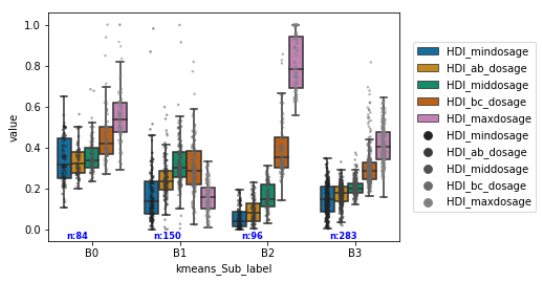 1.0
0.8
0.6
0.4
0.2
0.0
value
n:84 n:150 n:96 n:283
B0 B1 B2 B3
kmeans_Sub_label
HDI_mindosage
HDI_ab_dosage
HDI_middosage
HDI_bc_dosage
HDI_maxdosage
HDI_mindosage
HDI_ab_dosage
HDI_middosage
HDI_bc_dosage
HDI_maxdosage